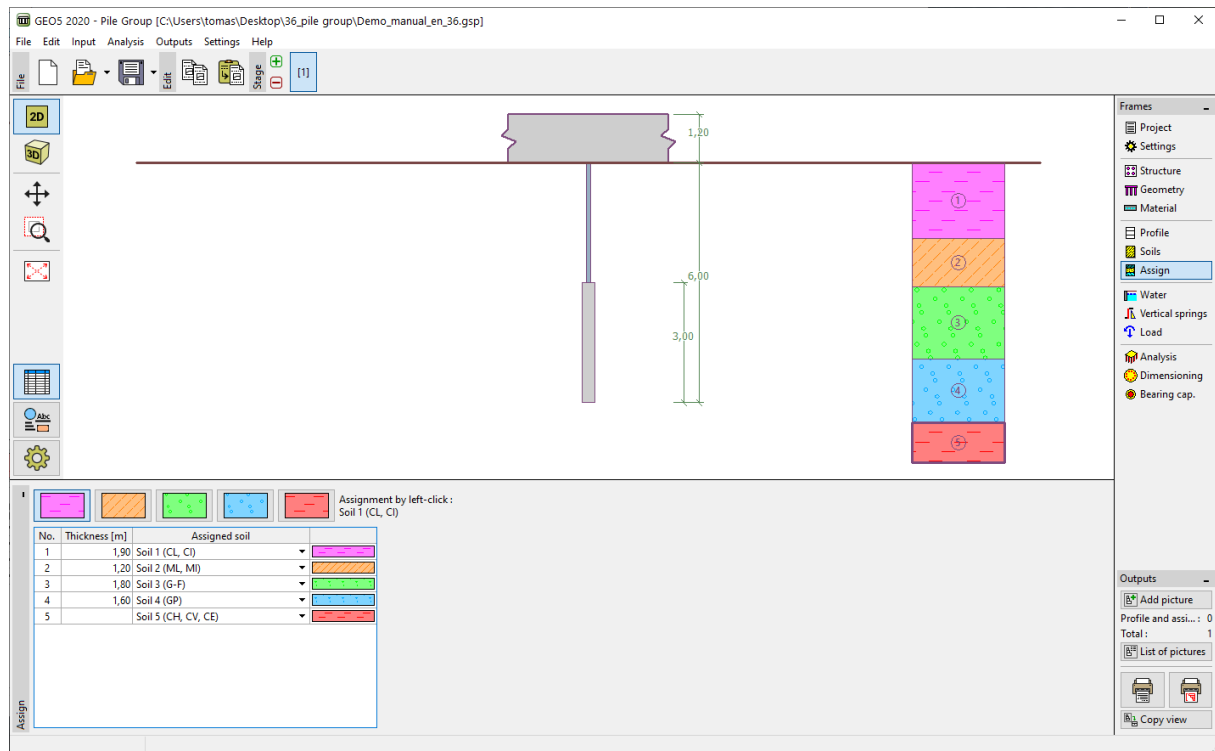 GEO5 2020 - Pile Group [C:\Users\tomas\Desktop\36_pile group\Demo_manual_en_36.gsp]
File Edit Input Analysis Outputs Settings Help
File
Edit
Stage
[1]
2D
3D
Abc
1,20
6,00
3,00
1
2
3
4
5
Frames
Project
Settings
Structure
Geometry
Material
Profile
Soils
Assign
Water
Vertical springs
Load
Analysis
Dimensioning
Bearing cap.
Assignment by left-click :
Soil 1 (CL, CI)
No. Thickness [m] Assigned soil
1 1,90 Soil 1 (CL, CI)
2 1,20 Soil 2 (ML, MI)
3 1,80 Soil 3 (G-F)
4 1,60 Soil 4 (GP)
5 Soil 5 (CH, CV, CE)
Assign
Outputs
Add picture
Profile and assi... : 0
Total : 1
List of pictures
Copy view